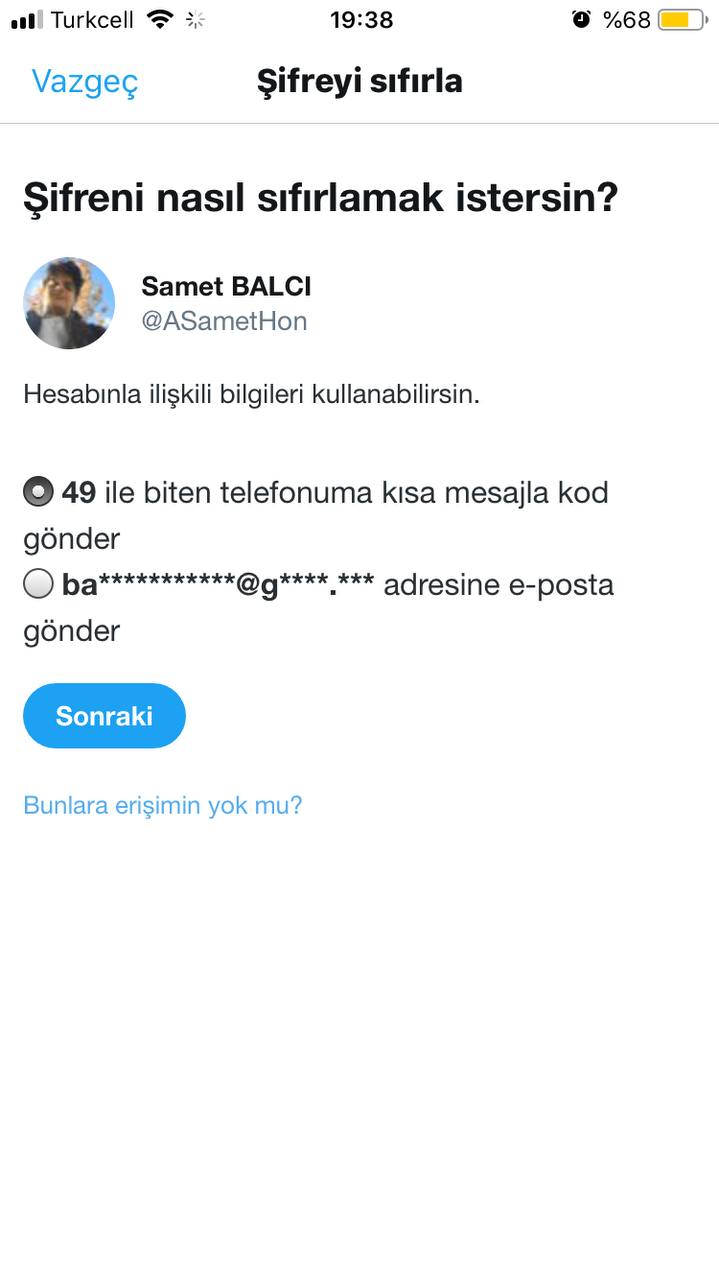 Turkcell 19:38 %68
Vazgeç Şifreyi sıfırla
Şifreni nasıl sıfırlamak istersin?
Samet BALCI
@ASametHon
Hesabınla ilişkili bilgileri kullanabilirsin.
49 ile biten telefonuma kısa mesajla kod
gönder
ba***********@g****.*** adresine e-posta
gönder
Sonraki
Bunlara erişimin yok mu?